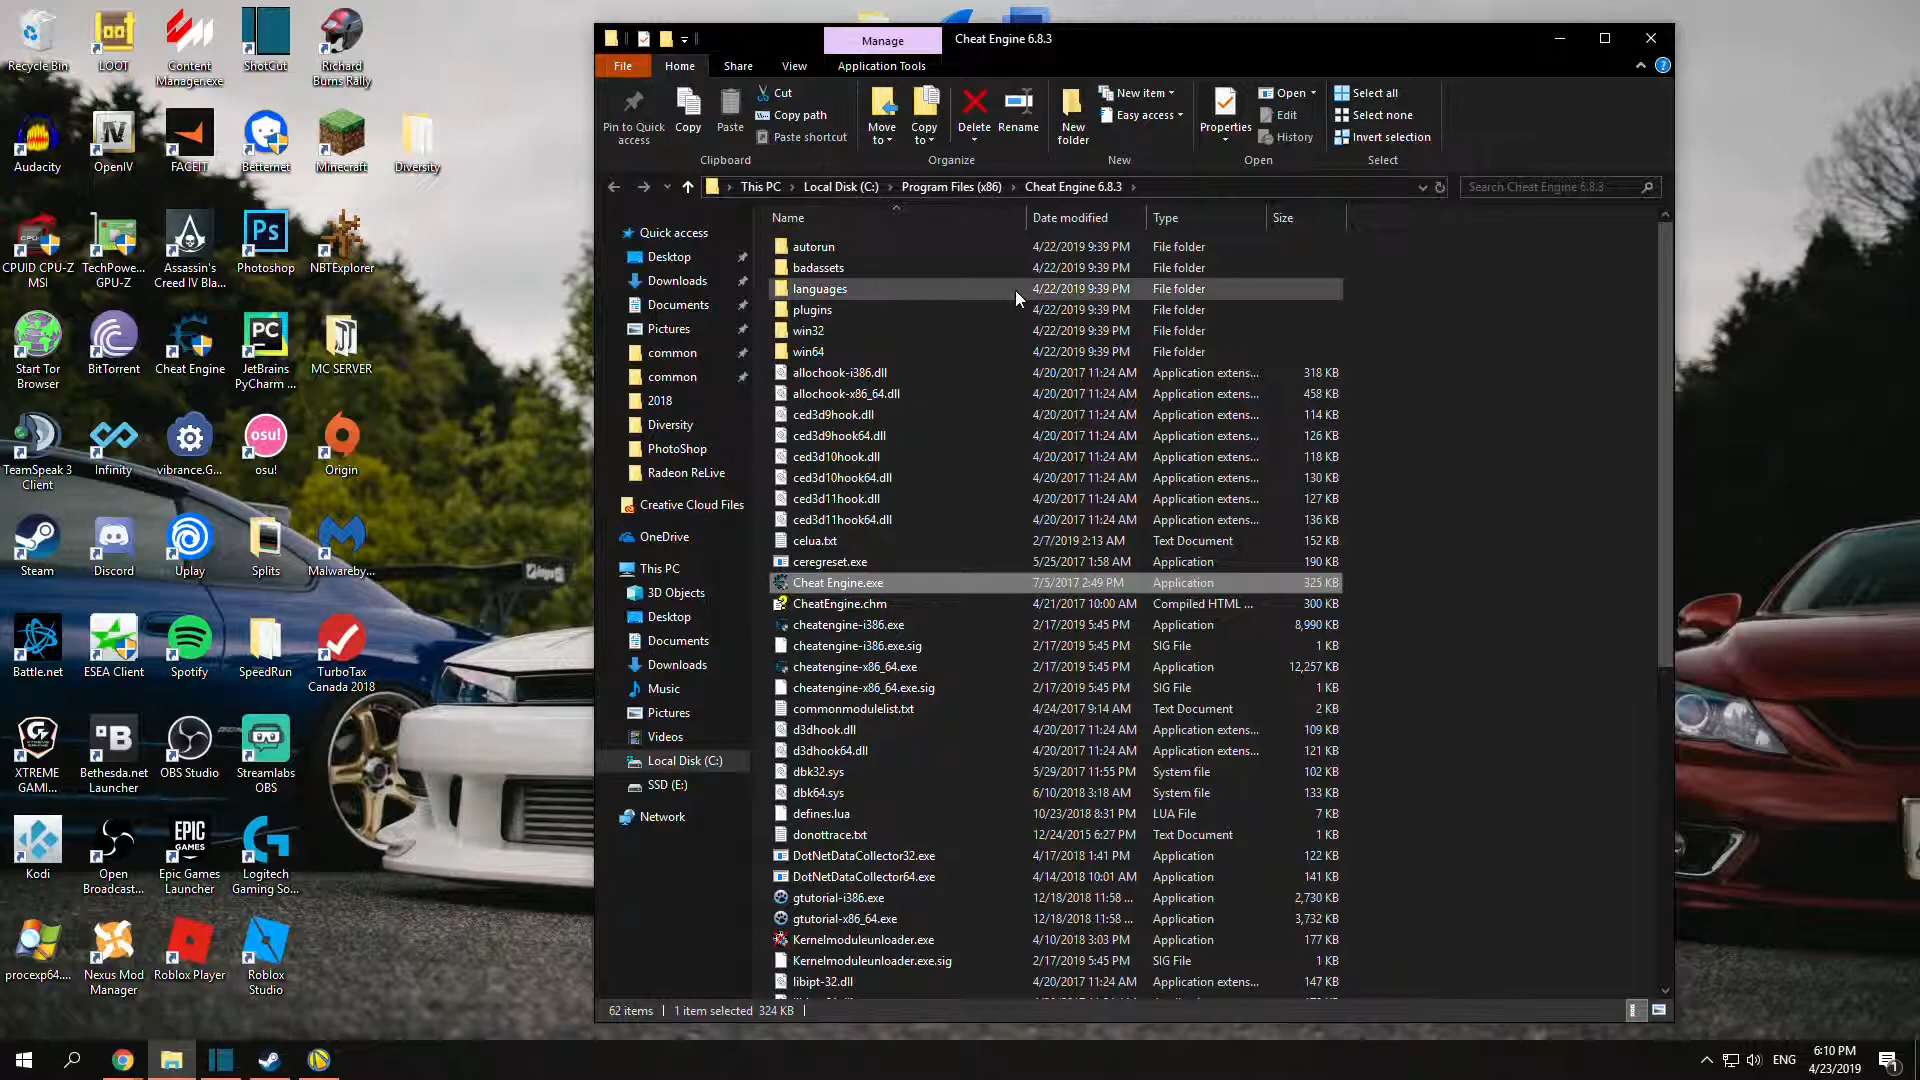 Recycle Bin
LOOT
Content
Manager.exe
ShotCut
Richard
Burns Rally
Audacity
OpenIV
FACEIT
Betternet
Minecraft
Diversity
CPUID CPU-Z
MSI
TechPowe...
GPU-Z
Assassin's
Creed IV Bla...
Photoshop
NBTExplorer
Start Tor
Browser
BitTorrent
Cheat Engine
JetBrains
PyCharm ...
MC SERVER
TeamSpeak 3
Client
Infinity
vibrance.G...
osu!
Origin
Steam
Discord
Uplay
Splits
Malwareby...
Battle.net
ESEA Client
Spotify
SpeedRun
TurboTax
Canada 2018
XTREME
GAMI...
Bethesda.net
Launcher
OBS Studio
Streamlabs
OBS
Kodi
Open
Broadcast...
Epic Games
Launcher
Logitech
Gaming So...
procexp64....
Nexus Mod
Manager
Roblox Player
Roblox
Studio
Manage
Cheat Engine 6.8.3
File
Home
Share
View
Application Tools
Pin to Quick
access
Copy
Paste
Cut
Copy path
Paste shortcut
Clipboard
Move
to
Copy
to
Delete
Rename
Organize
New
folder
New item
Easy access
New
Properties
Open
Edit
History
Open
Select all
Select none
Invert selection
Select
This PC
Local Disk (C:)
Program Files (x86)
Cheat Engine 6.8.3
Search Cheat Engine 6.8.3
Quick access
Desktop
Downloads
Documents
Pictures
common
common
2018
Diversity
PhotoShop
Radeon ReLive
Creative Cloud Files
OneDrive
This PC
3D Objects
Desktop
Documents
Downloads
Music
Pictures
Videos
Local Disk (C:)
SSD (E:)
Network
Name Date modified Type Size
autorun 4/22/2019 9:39 PM File folder
badassets 4/22/2019 9:39 PM File folder
languages 4/22/2019 9:39 PM File folder
plugins 4/22/2019 9:39 PM File folder
win32 4/22/2019 9:39 PM File folder
win64 4/22/2019 9:39 PM File folder
allochook-i386.dll 4/20/2017 11:24 AM Application extens... 318 KB
allochook-x86_64.dll 4/20/2017 11:24 AM Application extens... 458 KB
ced3d9hook.dll 4/20/2017 11:24 AM Application extens... 114 KB
ced3d9hook64.dll 4/20/2017 11:24 AM Application extens... 126 KB
ced3d10hook.dll 4/20/2017 11:24 AM Application extens... 118 KB
ced3d10hook64.dll 4/20/2017 11:24 AM Application extens... 130 KB
ced3d11hook.dll 4/20/2017 11:24 AM Application extens... 127 KB
ced3d11hook64.dll 4/20/2017 11:24 AM Application extens... 136 KB
celua.txt 2/7/2019 2:13 AM Text Document 152 KB
ceregreset.exe 5/25/2017 1:58 AM Application 190 KB
Cheat Engine.exe 7/5/2017 2:49 PM Application 325 KB
CheatEngine.chm 4/21/2017 10:00 AM Compiled HTML ... 300 KB
cheatengine-i386.exe 2/17/2019 5:45 PM Application 8,990 KB
cheatengine-i386.exe.sig 2/17/2019 5:45 PM SIG File 1 KB
cheatengine-x86_64.exe 2/17/2019 5:45 PM Application 12,257 KB
cheatengine-x86_64.exe.sig 2/17/2019 5:45 PM SIG File 1 KB
commonmodulelist.txt 4/24/2017 9:14 AM Text Document 2 KB
d3dhook.dll 4/20/2017 11:24 AM Application extens... 109 KB
d3dhook64.dll 4/20/2017 11:24 AM Application extens... 121 KB
dbk32.sys 5/29/2017 11:55 PM System file 102 KB
dbk64.sys 6/10/2018 3:18 AM System file 133 KB
defines.lua 10/23/2018 8:31 PM LUA File 7 KB
donottrace.txt 12/24/2015 6:27 PM Text Document 1 KB
DotNetDataCollector32.exe 4/17/2018 1:41 PM Application 122 KB
DotNetDataCollector64.exe 4/14/2018 10:01 AM Application 141 KB
gtutorial-i386.exe 12/18/2018 11:58 ... Application 2,730 KB
gtutorial-x86_64.exe 12/18/2018 11:58 ... Application 3,732 KB
Kernelmoduleunloader.exe 4/10/2018 3:03 PM Application 177 KB
Kernelmoduleunloader.exe.sig 2/17/2019 5:45 PM SIG File 1 KB
libipt-32.dll 4/20/2017 11:24 AM Application extens... 147 KB
62 items 1 item selected 324 KB
ENG
6:10 PM
4/23/2019